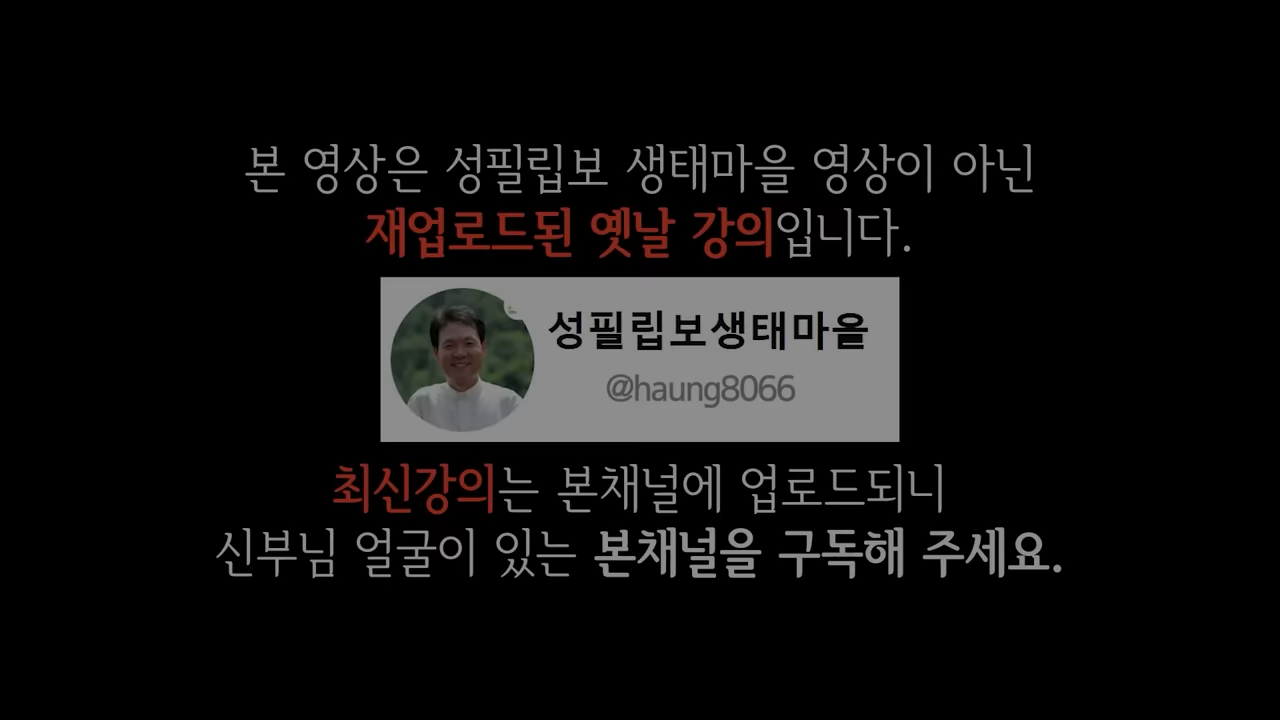 본 영상은 성필립보 생태마을 영상이 아닌
재업로드된 옛날 강의입니다.
성필립보생태마을
@haung8066
최신강의는 본채널에 업로드되니
신부님 얼굴이 있는 본채널을 구독해 주세요.